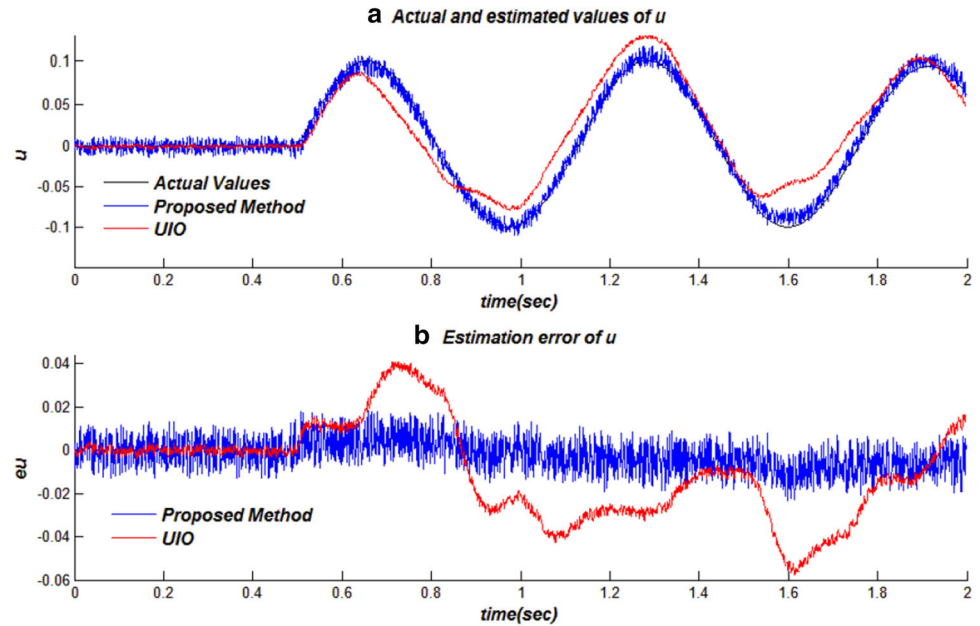 a Actual and estimated values of u
0.1
0.05
0
-0.05
-0.1
u
Actual Values
Proposed Method
UIO
0 0.2 0.4 0.6 0.8 1 1.2 1.4 1.6 1.8 2
time(sec)
b Estimation error of u
0.04
0.02
0
-0.02
-0.04
-0.06
eu
Proposed Method
UIO
0 0.2 0.4 0.6 0.8 1 1.2 1.4 1.6 1.8 2
time(sec)